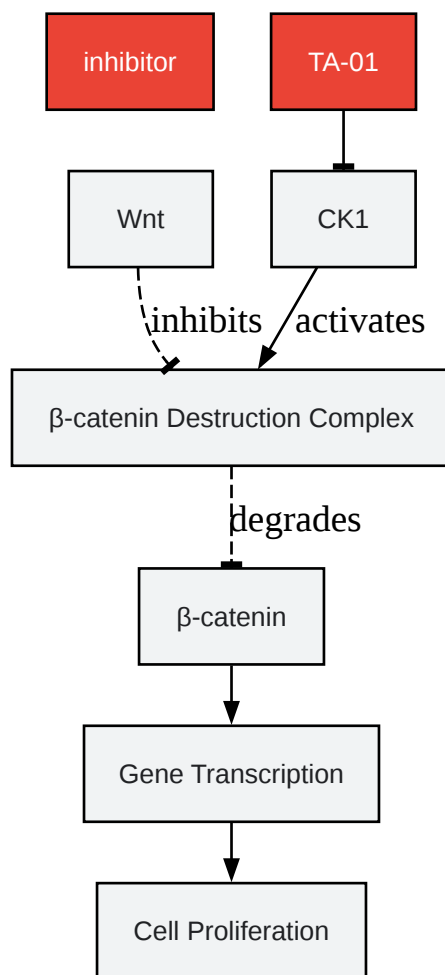 inhibitor
TA-01
Wnt
CK1
inhibits
activates
β-catenin Destruction Complex
degrades
β-catenin
Gene Transcription
Cell Proliferation